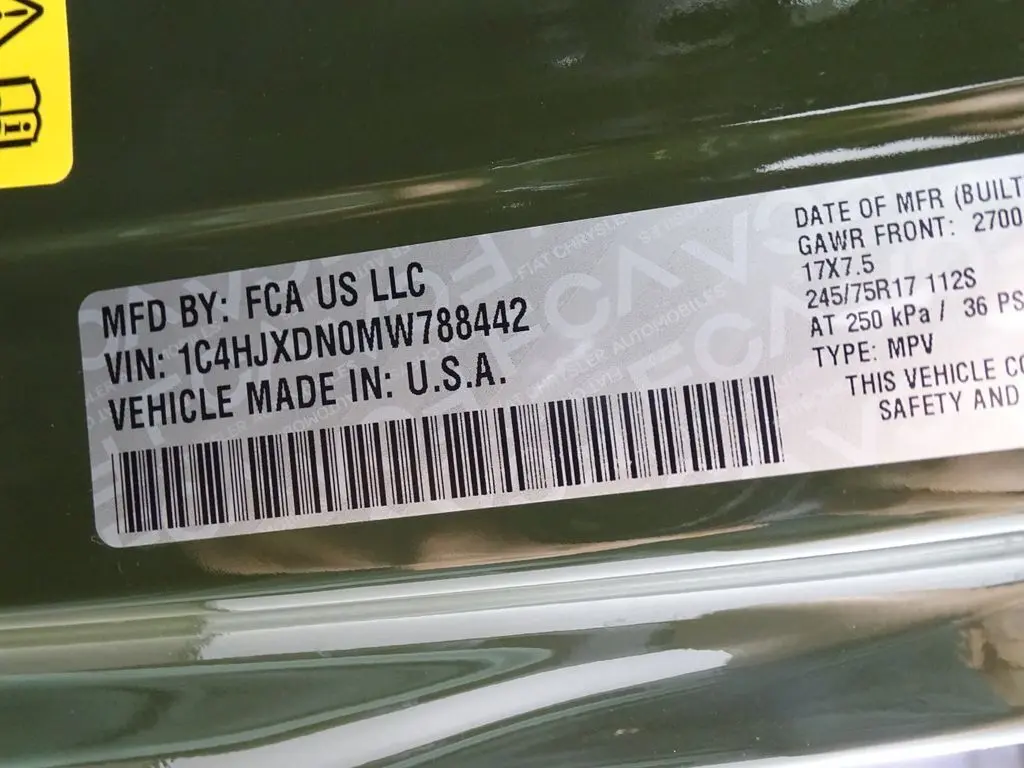 MFD BY: FCA US LLC
VIN: 1C4HJXDN0MW788442
VEHICLE MADE IN: U.S.A.
DATE OF MFR (BUILT
GAWR FRONT: 2700
17X7.5
245/75R17 112S
AT 250 kPa / 36 PS
TYPE: MPV
THIS VEHICLE CO
SAFETY AND